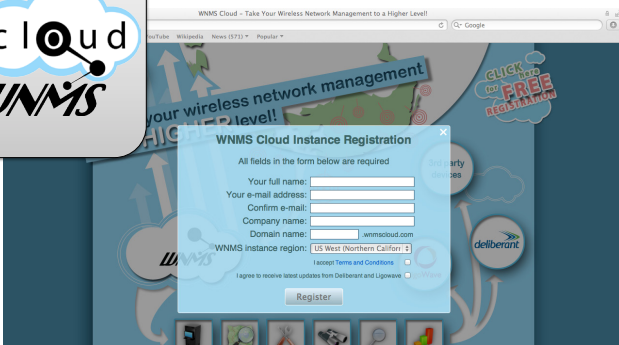 WNMS Cloud – Take Your Wireless Network Management to a Higher Level!
Google
YouTube Wikipedia News (571) Popular
cloud
WNMS
your wireless network management
HIGHER level!
CLICK here for FREE REGISTRATION
WNMS Cloud Instance Registration
All fields in the form below are required
3rd party devices
Your full name:
Your e-mail address:
Confirm e-mail:
Company name:
Domain name: .wnmscloud.com
WNMS instance region: US West (Northern Californ
I accept Terms and Conditions
I agree to receive latest updates from Deliberant and Ligowave
Register
WNMS
deliberant